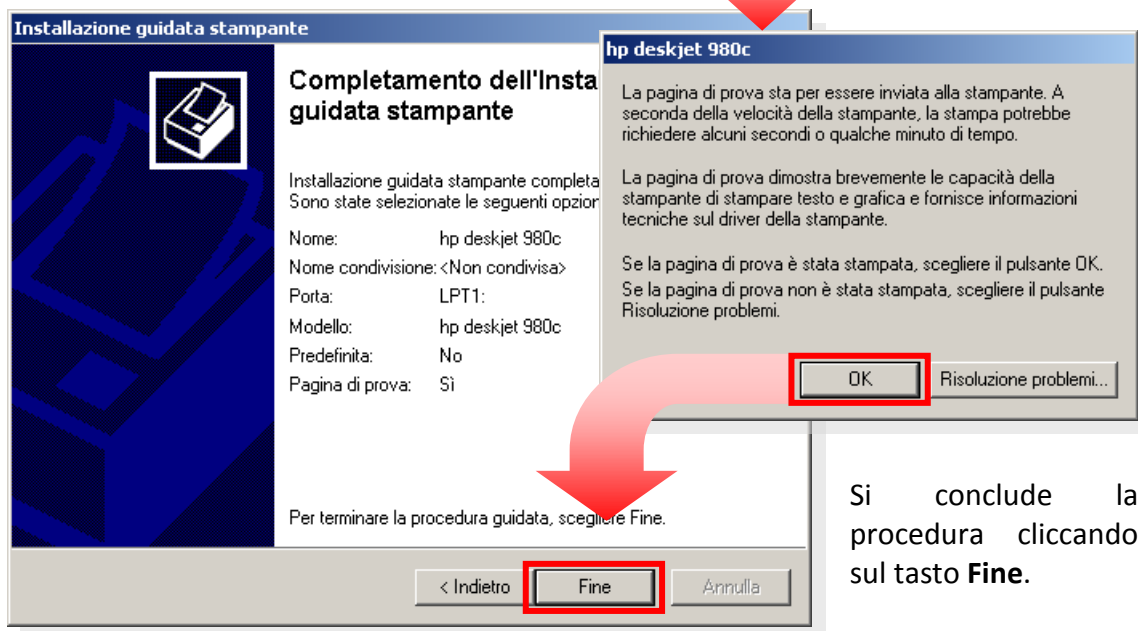 Installazione guidata stampante
Completamento dell'Insta
guidata stampante
Installazione guidata stampante completa
Sono state selezionate le seguenti opzion
Nome: hp deskjet 980c
Nome condivisione: <Non condivisa>
Porta: LPT1:
Modello: hp deskjet 980c
Predefinita: No
Pagina di prova: Sì
Per terminare la procedura guidata, scegliere Fine.
< Indietro
Fine
Annulla
hp deskjet 980c
La pagina di prova sta per essere inviata alla stampante. A
seconda della velocità della stampante, la stampa potrebbe
richiedere alcuni secondi o qualche minuto di tempo.
La pagina di prova dimostra brevemente le capacità della
stampante di stampare testo e grafica e fornisce informazioni
tecniche sul driver della stampante.
Se la pagina di prova è stata stampata, scegliere il pulsante OK.
Se la pagina di prova non è stata stampata, scegliere il pulsante
Risoluzione problemi.
OK
Risoluzione problemi...
Si conclude la
procedura cliccando
sul tasto Fine.